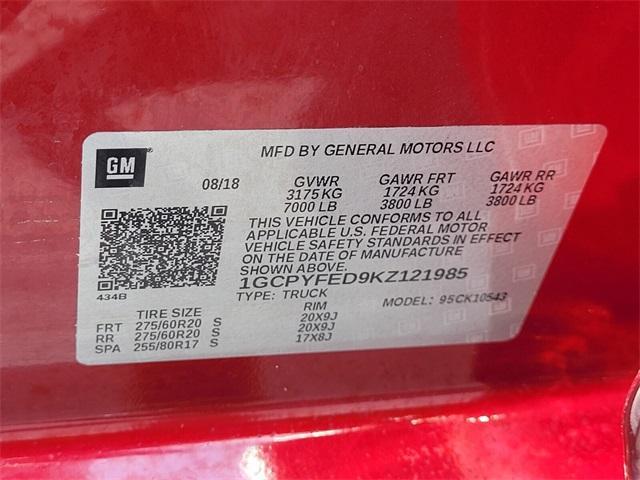 GM
MFD BY GENERAL MOTORS LLC
08/18 GVWR GAWR FRT GAWR RR
3175 KG 1724 KG 1724 KG
7000 LB 3800 LB 3800 LB
THIS VEHICLE CONFORMS TO ALL
APPLICABLE U.S. FEDERAL MOTOR
VEHICLE SAFETY STANDARDS IN EFFECT
ON THE DATE OF MANUFACTURE
SHOWN ABOVE.
1GCPYFED9KZ121985
434B TYPE: TRUCK MODEL: 95CK10543
TIRE SIZE RIM
FRT 275/60R20 S 20X9J
RR 275/60R20 S 20X9J
SPA 255/80R17 S 17X8J